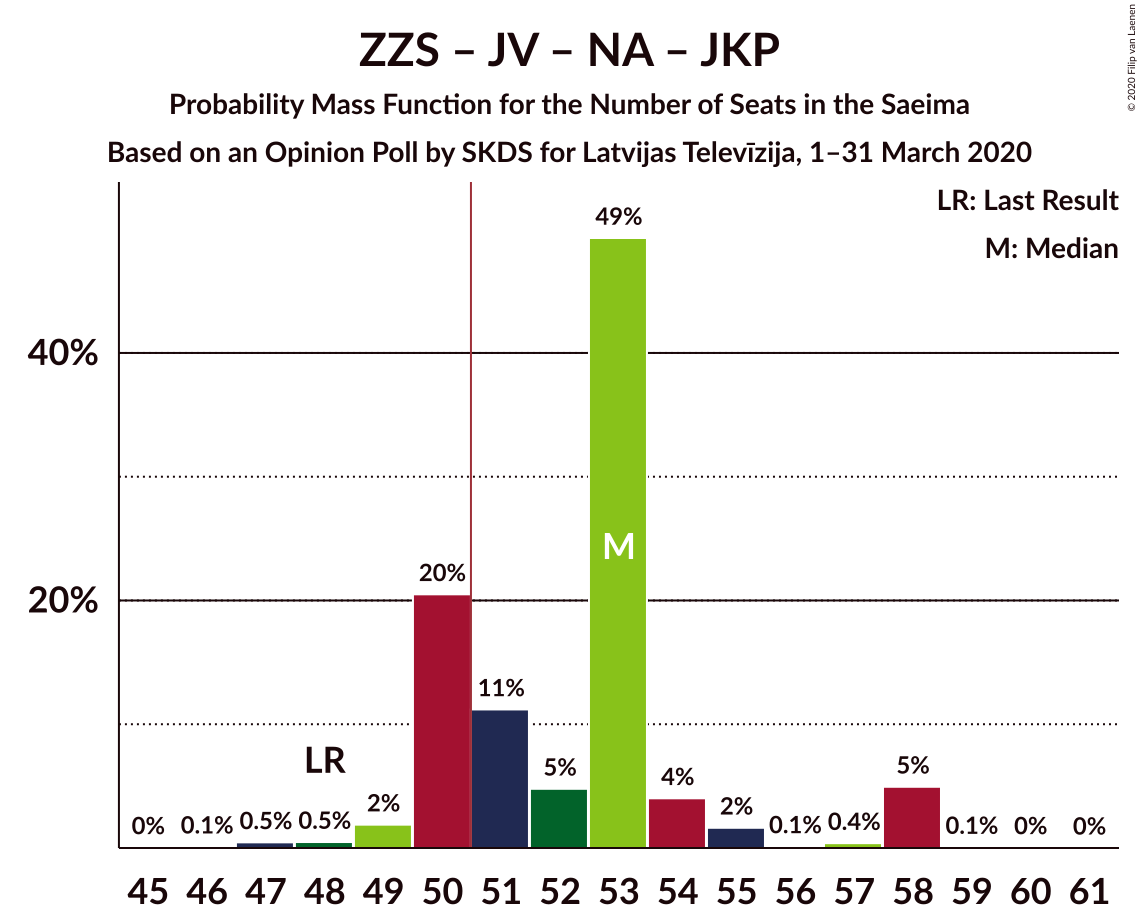 ZZS – JV – NA – JKP
Probability Mass Function for the Number of Seats in the Saeima
Based on an Opinion Poll by SKDS for Latvijas Televīzija, 1–31 March 2020
© 2020 Filip van Laenen
LR: Last Result
M: Median
40%
20%
0% 0.1% 0.5% 0.5% 2% 20% 11% 5% 49% 4% 2% 0.1% 0.4% 5% 0.1% 0% 0%
LR
M
45 46 47 48 49 50 51 52 53 54 55 56 57 58 59 60 61